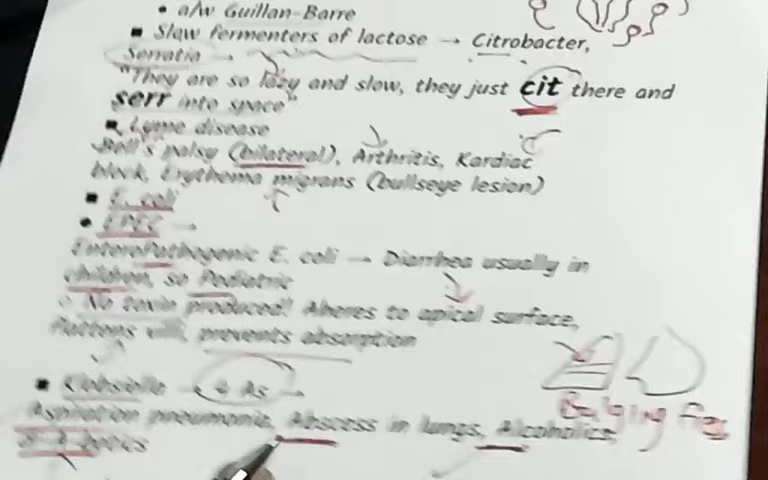 • a/w Guillan-Barre
■ Slow fermenters of lactose → Citrobacter,
Serratia →
"They are so lazy and slow, they just cit there and
serr into space"
■ Lyme disease
Bell's palsy (bilateral), Arthritis, Kardiac
block, Erythema migrans (bullseye lesion)
■ E. coli
• EPEC →
EnteroPathogenic E. coli → Diarrhea usually in
children, so Pediatric
○ No toxin produced! Aheres to apical surface,
flattens villi, prevents absorption
■ Klebsiella → 4 As →
Aspiration pneumonia, Abscess in lungs, Alcoholics,
Bulging